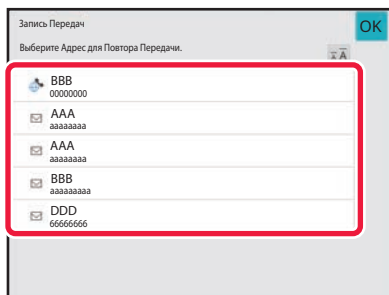 Запись Передач
OK
Выберите Адрес для Повтора Передачи.
A A
BBB
00000000
AAA
aaaaaaaa
AAA
aaaaaaaa
BBB
aaaaaaaaa
DDD
66666666